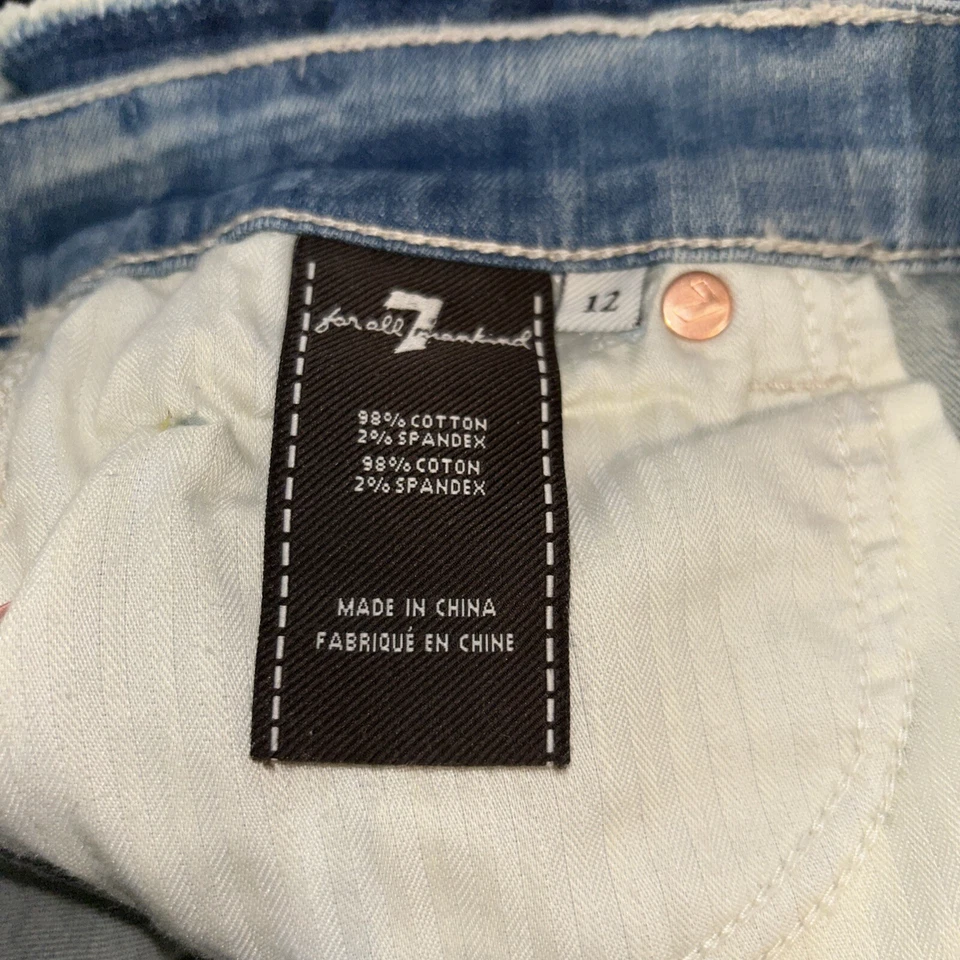 for all 7 mankind
12
98% COTTON
2% SPANDEX
98% COTON
2% SPANDEX
MADE IN CHINA
FABRIQUÉ EN CHINE